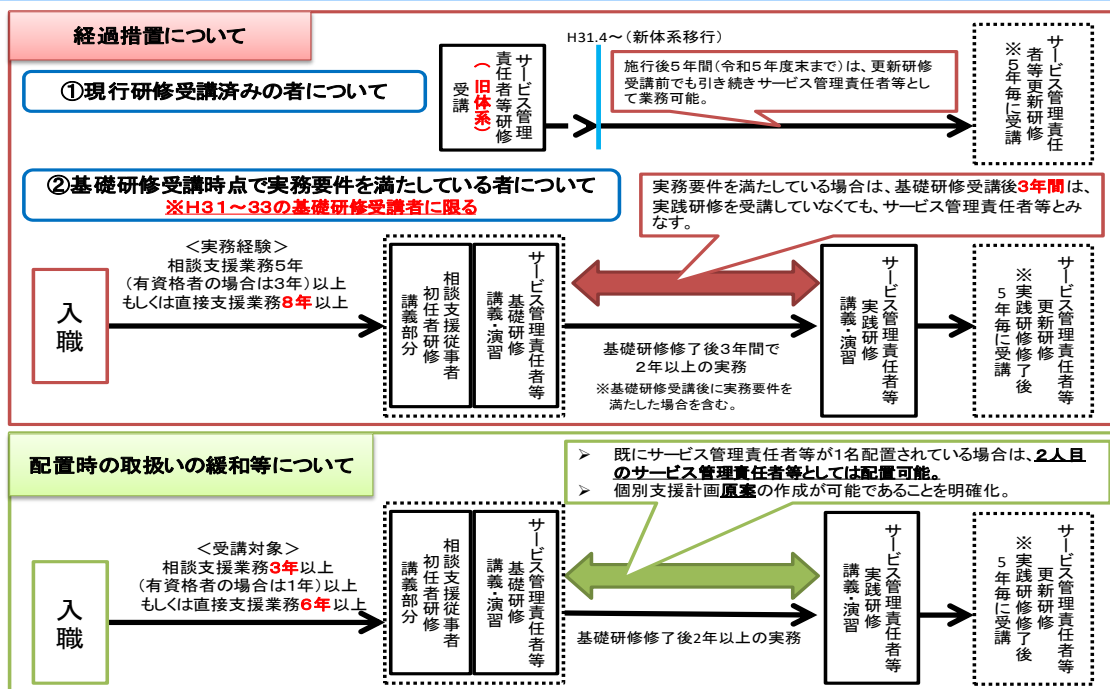 経過措置について
①現行研修受講済みの者について
サービス管理
責任者等研修
（旧体系）
受講
H31.4～（新体系移行）
施行後５年間（令和５年度末まで）は、更新研修
受講前でも引き続きサービス管理責任者等とし
て業務可能。
サービス管理責任
者等更新研修
※５年毎に受講
②基礎研修受講時点で実務要件を満たしている者について
※H31～33の基礎研修受講者に限る
実務要件を満たしている場合は、基礎研修受講後3年間は、
実践研修を受講していなくても、サービス管理責任者等とみ
なす。
入職
＜実務経験＞
相談支援業務5年
(有資格者の場合は3年)以上
もしくは直接支援業務8年以上
相談支援従事者
初任者研修
講義部分
サービス管理責任者等
基礎研修
講義・演習
基礎研修修了後3年間で
2年以上の実務
※基礎研修受講後に実務要件を
満たした場合を含む。
サービス管理責任者等
実践研修
講義・演習
サービス管理責任者等
更新研修
※実践研修修了後
５年毎に受講
配置時の取扱いの緩和等について
➢ 既にサービス管理責任者等が1名配置されている場合は、２人目
のサービス管理責任者等としては配置可能。
➢ 個別支援計画原案の作成が可能であることを明確化。
入職
＜受講対象＞
相談支援業務3年以上
(有資格者の場合は1年)以上
もしくは直接支援業務6年以上
相談支援従事者
初任者研修
講義部分
サービス管理責任者等
基礎研修
講義・演習
基礎研修修了後2年以上の実務
サービス管理責任者等
実践研修
講義・演習
サービス管理責任者等
更新研修
※実践研修修了後
５年毎に受講